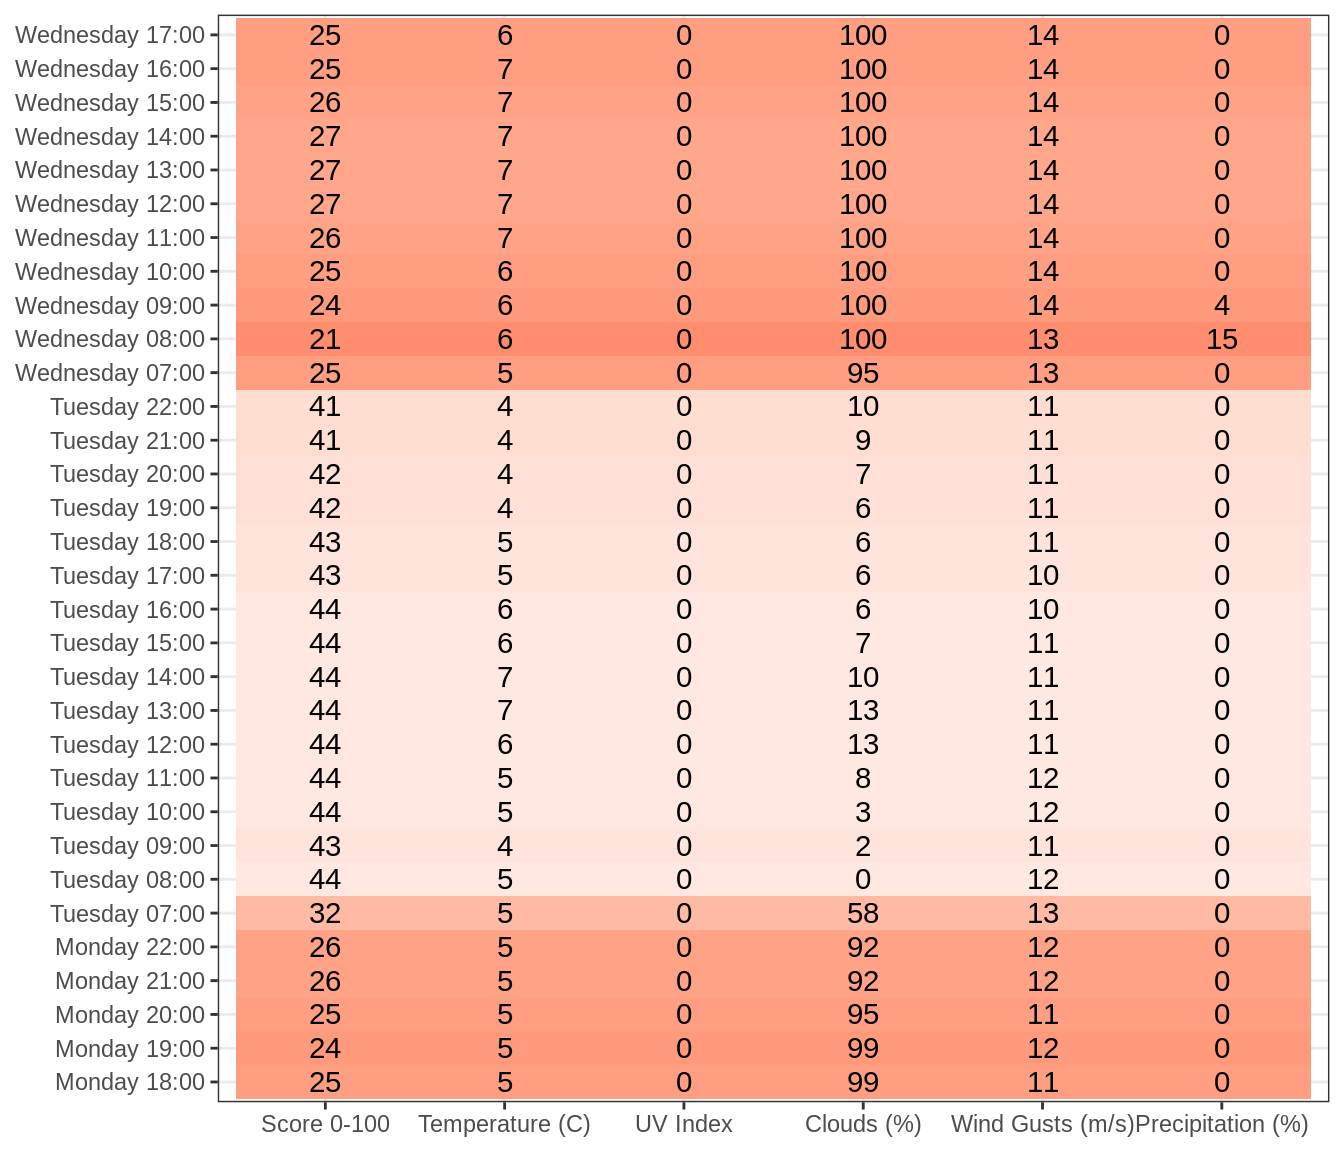 Wednesday 17:00 25 6 0 100 14 0
Wednesday 16:00 25 7 0 100 14 0
Wednesday 15:00 26 7 0 100 14 0
Wednesday 14:00 27 7 0 100 14 0
Wednesday 13:00 27 7 0 100 14 0
Wednesday 12:00 27 7 0 100 14 0
Wednesday 11:00 26 7 0 100 14 0
Wednesday 10:00 25 6 0 100 14 0
Wednesday 09:00 24 6 0 100 14 4
Wednesday 08:00 21 6 0 100 13 15
Wednesday 07:00 25 5 0 95 13 0
Tuesday 22:00 41 4 0 10 11 0
Tuesday 21:00 41 4 0 9 11 0
Tuesday 20:00 42 4 0 7 11 0
Tuesday 19:00 42 4 0 6 11 0
Tuesday 18:00 43 5 0 6 11 0
Tuesday 17:00 43 5 0 6 10 0
Tuesday 16:00 44 6 0 6 10 0
Tuesday 15:00 44 6 0 7 11 0
Tuesday 14:00 44 7 0 10 11 0
Tuesday 13:00 44 7 0 13 11 0
Tuesday 12:00 44 6 0 13 11 0
Tuesday 11:00 44 5 0 8 12 0
Tuesday 10:00 44 5 0 3 12 0
Tuesday 09:00 43 4 0 2 11 0
Tuesday 08:00 44 5 0 0 12 0
Tuesday 07:00 32 5 0 58 13 0
Monday 22:00 26 5 0 92 12 0
Monday 21:00 26 5 0 92 12 0
Monday 20:00 25 5 0 95 11 0
Monday 19:00 24 5 0 99 12 0
Monday 18:00 25 5 0 99 11 0
Score 0-100 Temperature (C) UV Index Clouds (%) Wind Gusts (m/s) Precipitation (%)